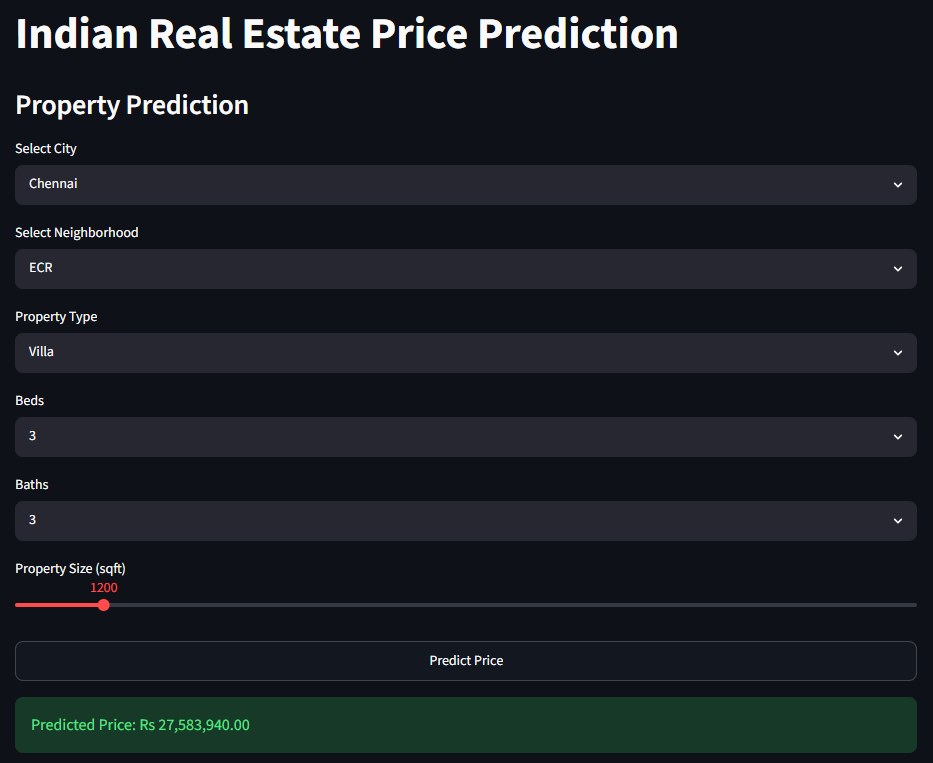 Indian Real Estate Price Prediction
Property Prediction
Select City
Chennai
Select Neighborhood
ECR
Property Type
Villa
Beds
3
Baths
3
Property Size (sqft)
1200
Predict Price
Predicted Price: Rs 27,583,940.00